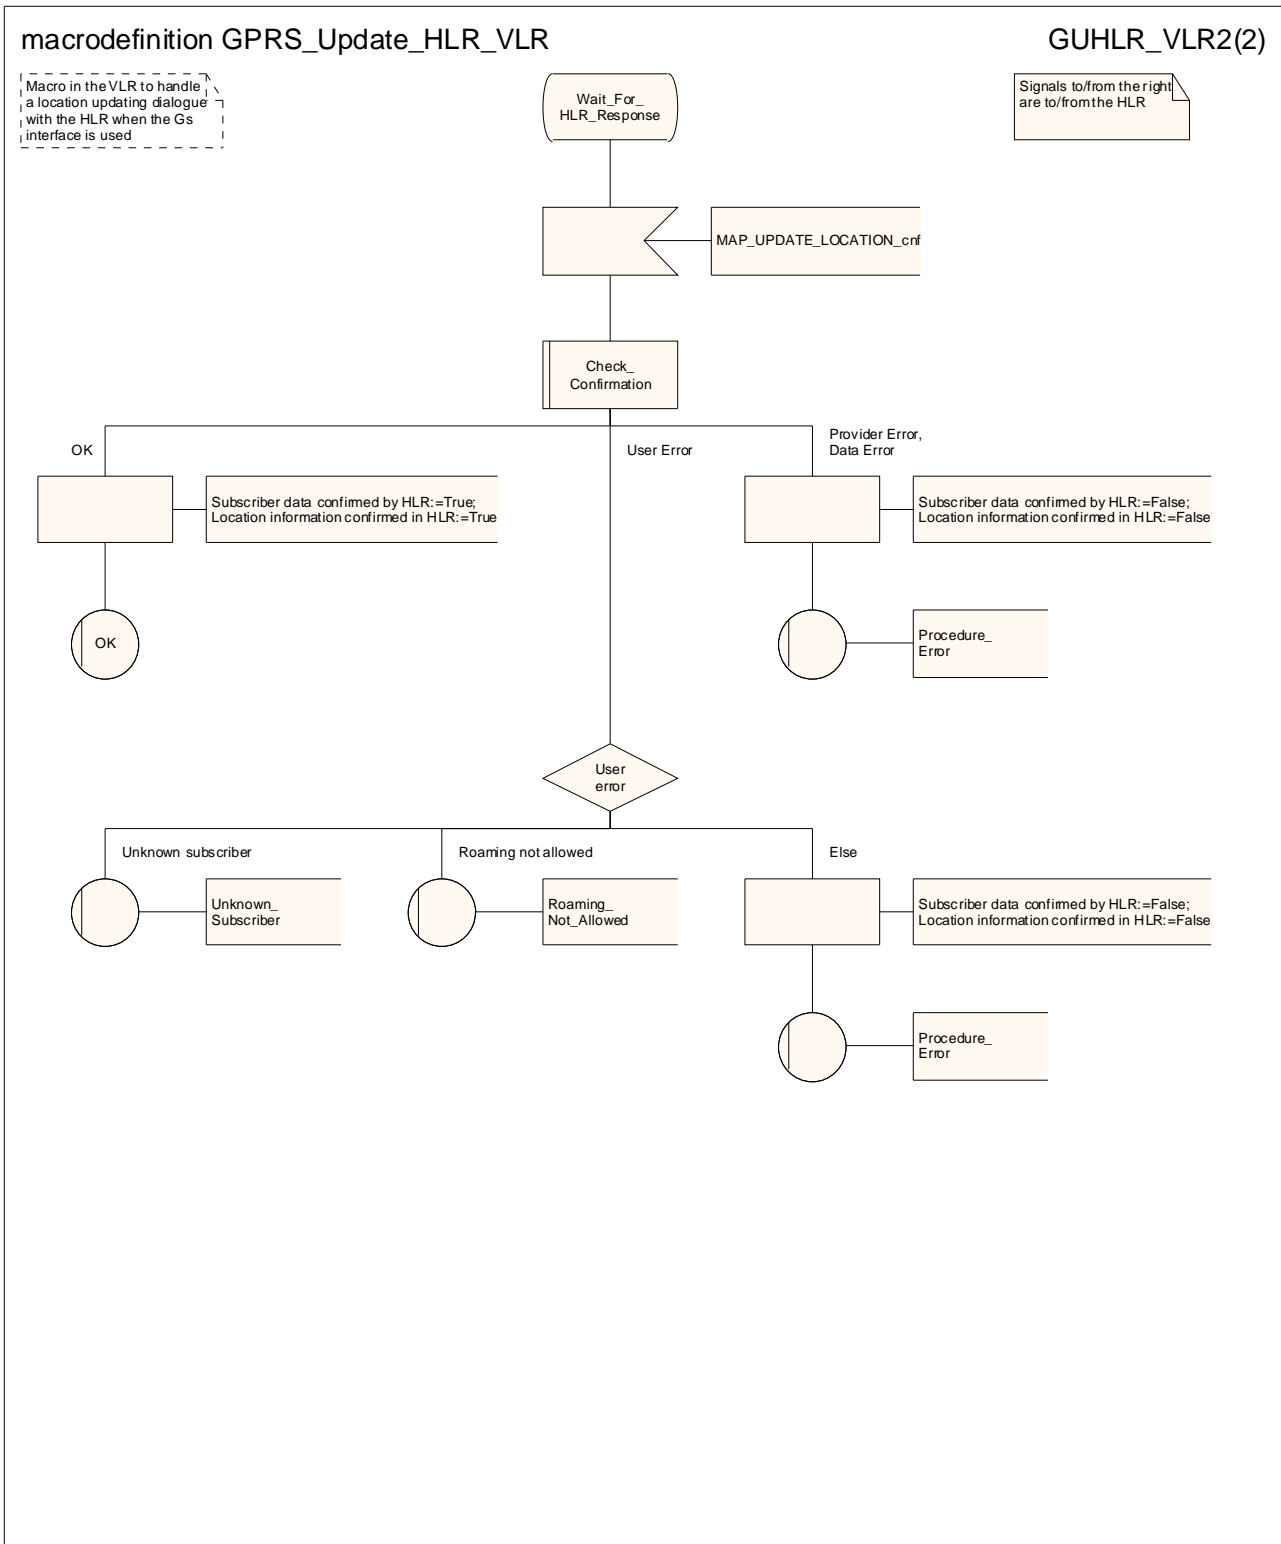 macrodefinition GPRS_Update_HLR_VLR
GUHLR_VLR2(2)
Macro in the VLR to handle
a location updating dialogue
with the HLR when the Gs
interface is used
Wait_For_
HLR_Response
Signals to/from the right
are to/from the HLR
MAP_UPDATE_LOCATION_cnf
Check_
Confirmation
OK
User Error
Provider Error,
Data Error
Subscriber data confirmed by HLR:=True;
Location information confirmed in HLR:=True
Subscriber data confirmed by HLR:=False;
Location information confirmed in HLR:=False
OK
Procedure_
Error
User
error
Unknown subscriber
Roaming not allowed
Else
Unknown_
Subscriber
Roaming_
Not_Allowed
Subscriber data confirmed by HLR:=False;
Location information confirmed in HLR:=False
Procedure_
Error